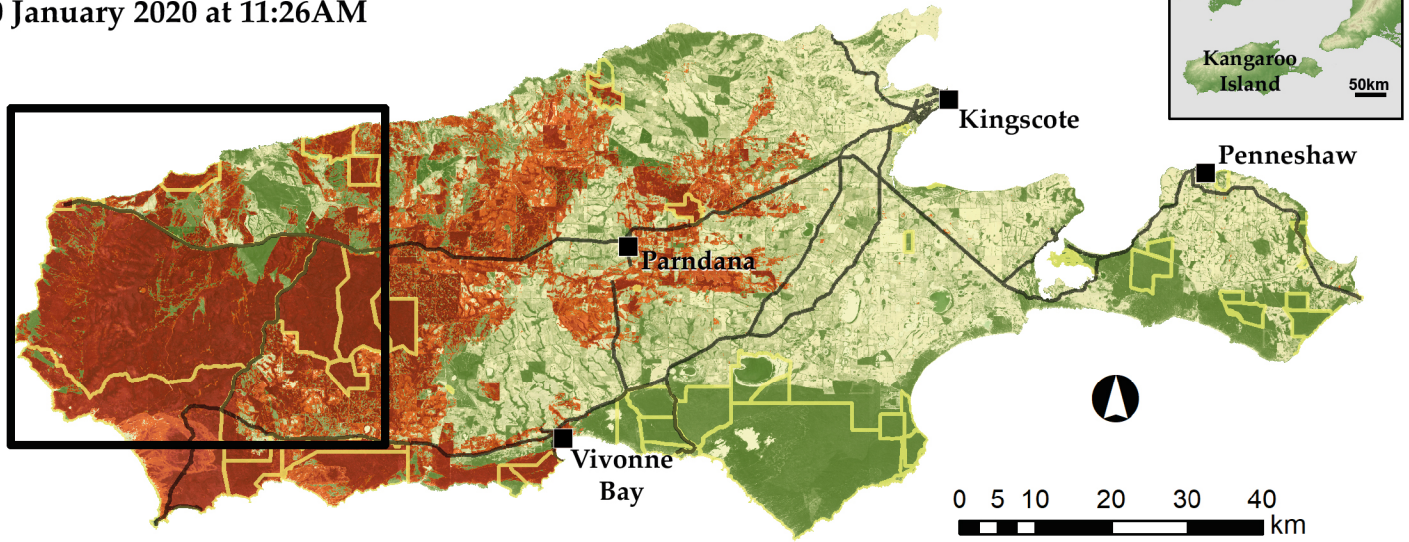 January 2020 at 11:26AM
Kangaroo
Island
50km
Kingscote
Penneshaw
Parndana
Vivonne
Bay
0 5 10 20 30 40
km